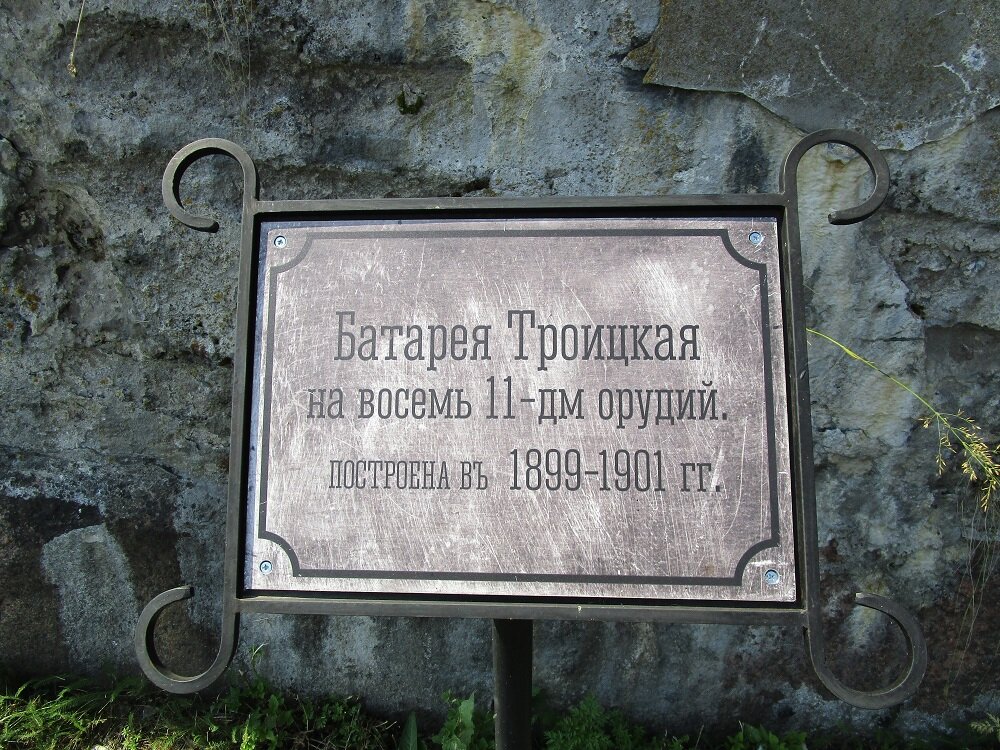 Батарея Троицкая
на восемь 11-дм орудий.
построена въ 1899-1901 гг.